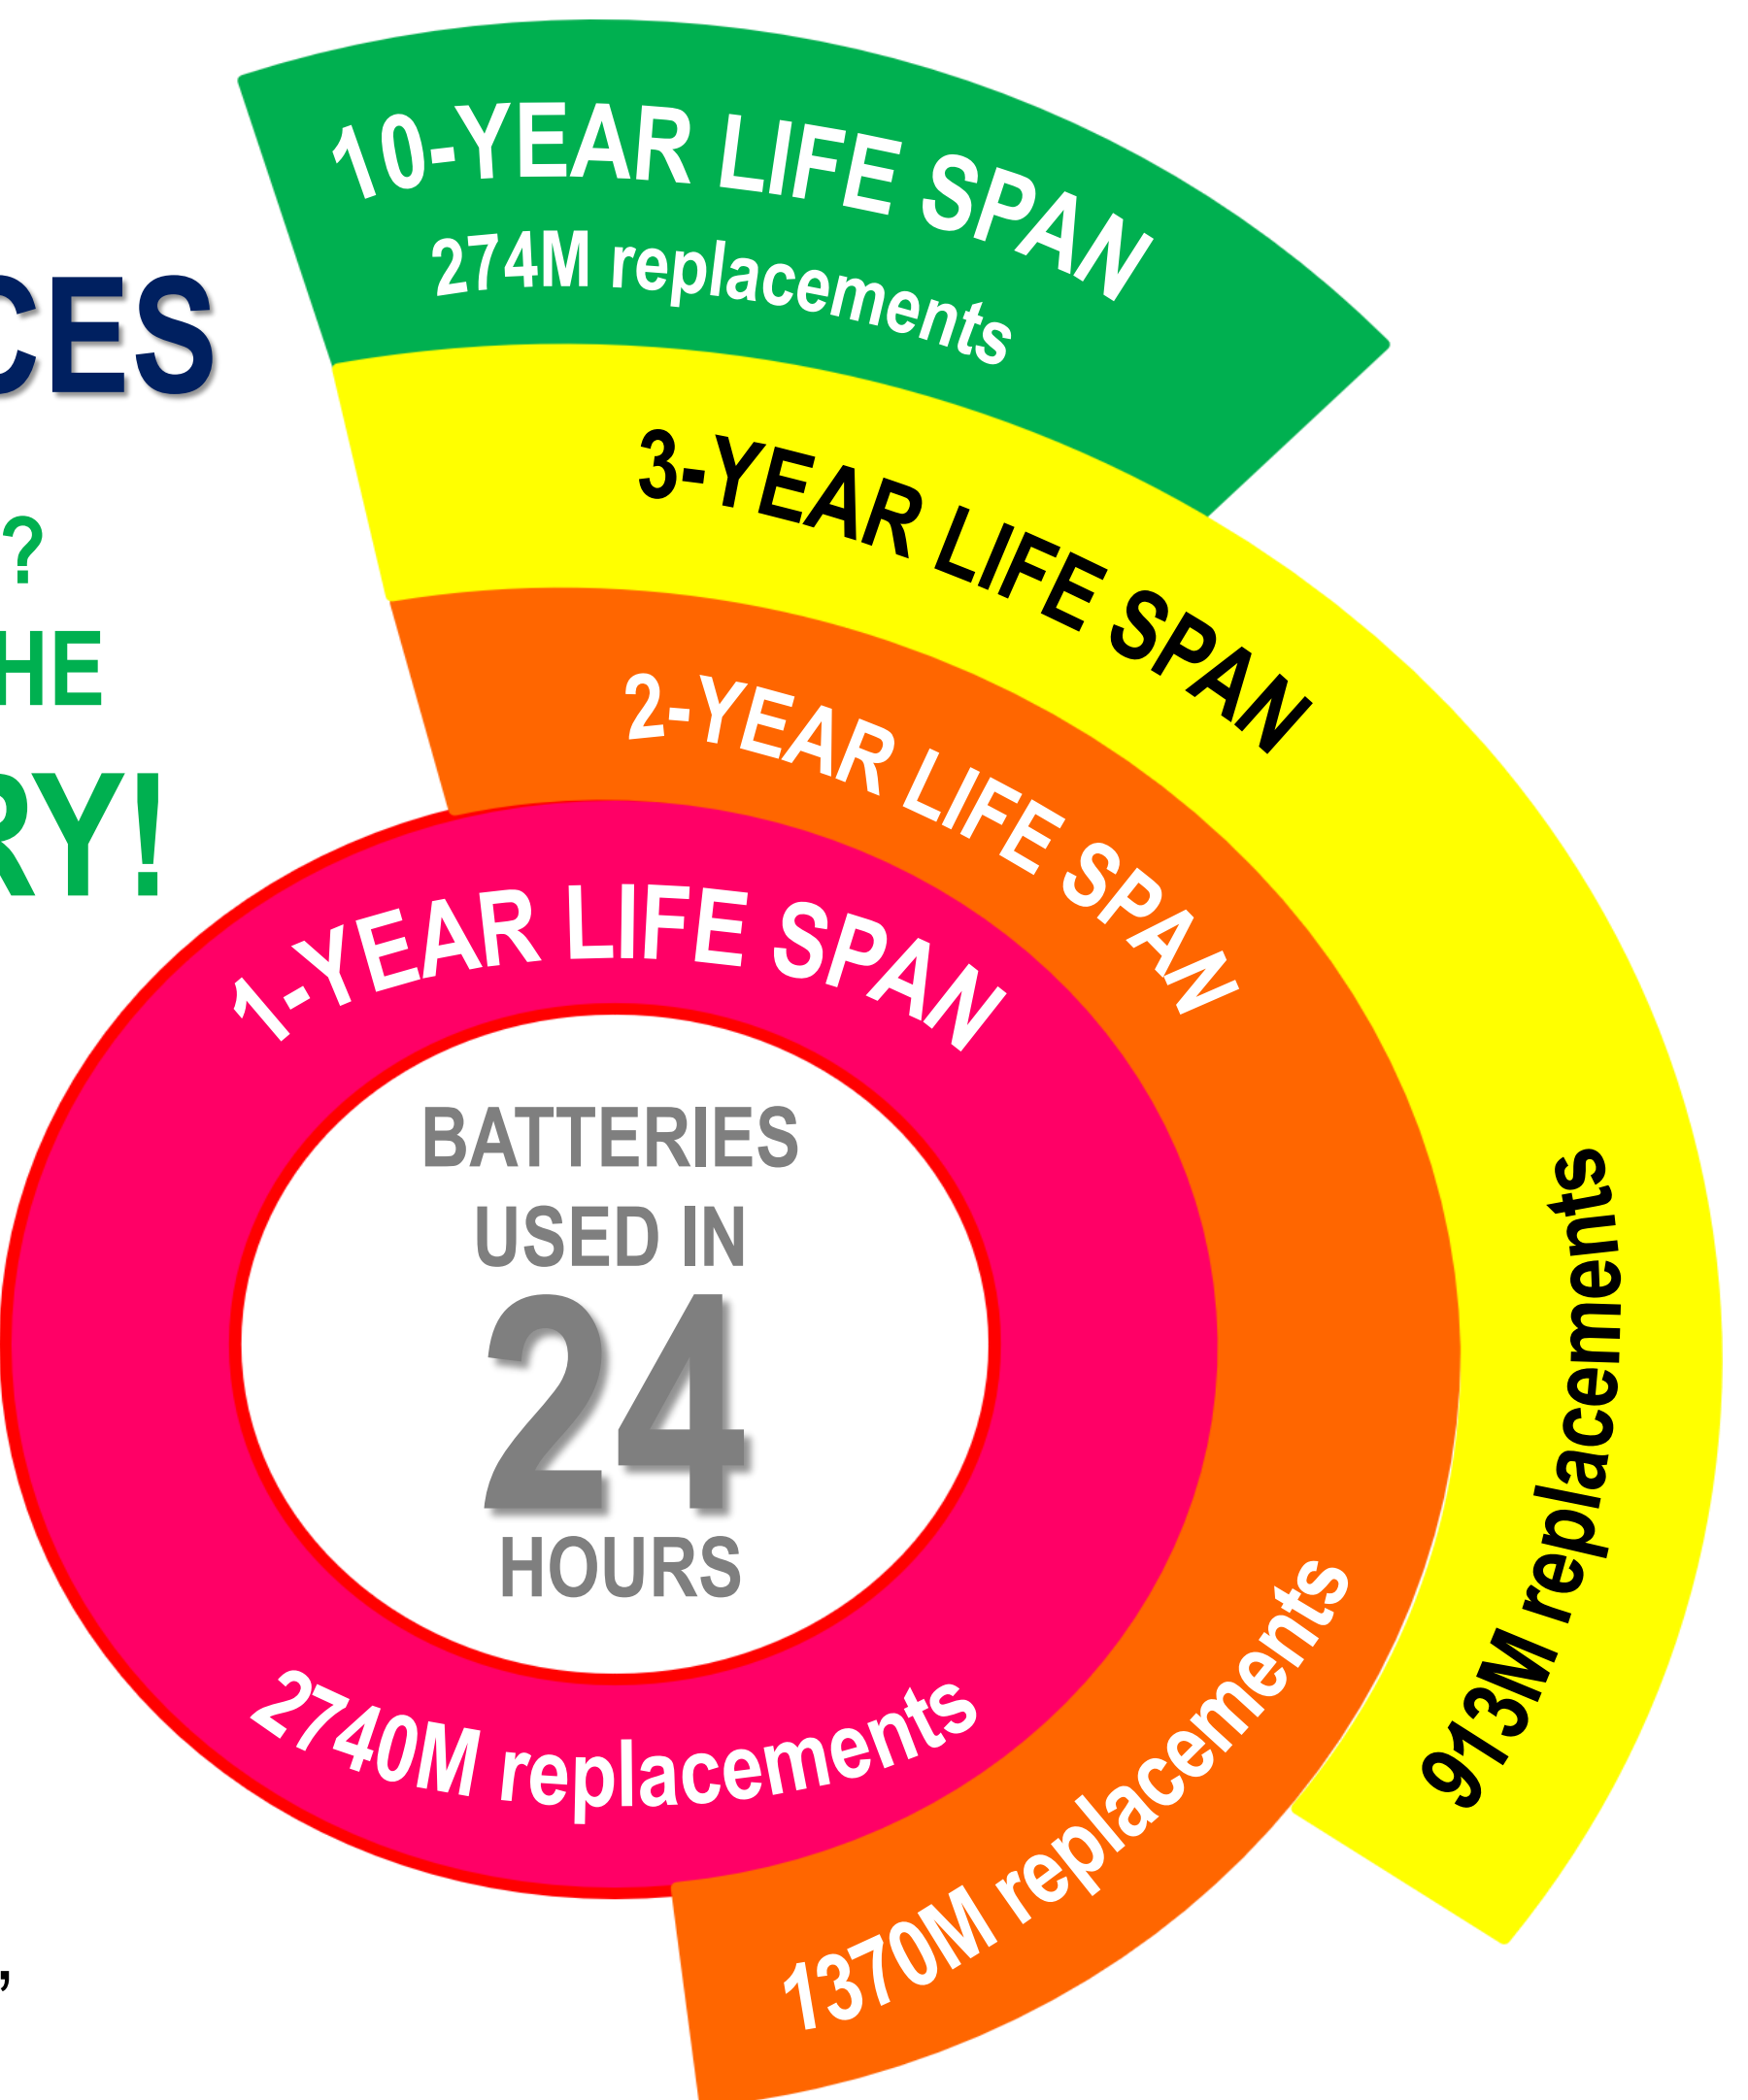 10-YEAR LIFE SPAN
274M replacements
CES
?
HE
RY!
3-YEAR LIFE SPAN
913M replacements
2-YEAR LIFE SPAN
1370M replacements
1-YEAR LIFE SPAN
BATTERIES
USED IN
24
HOURS
2740M replacements
,